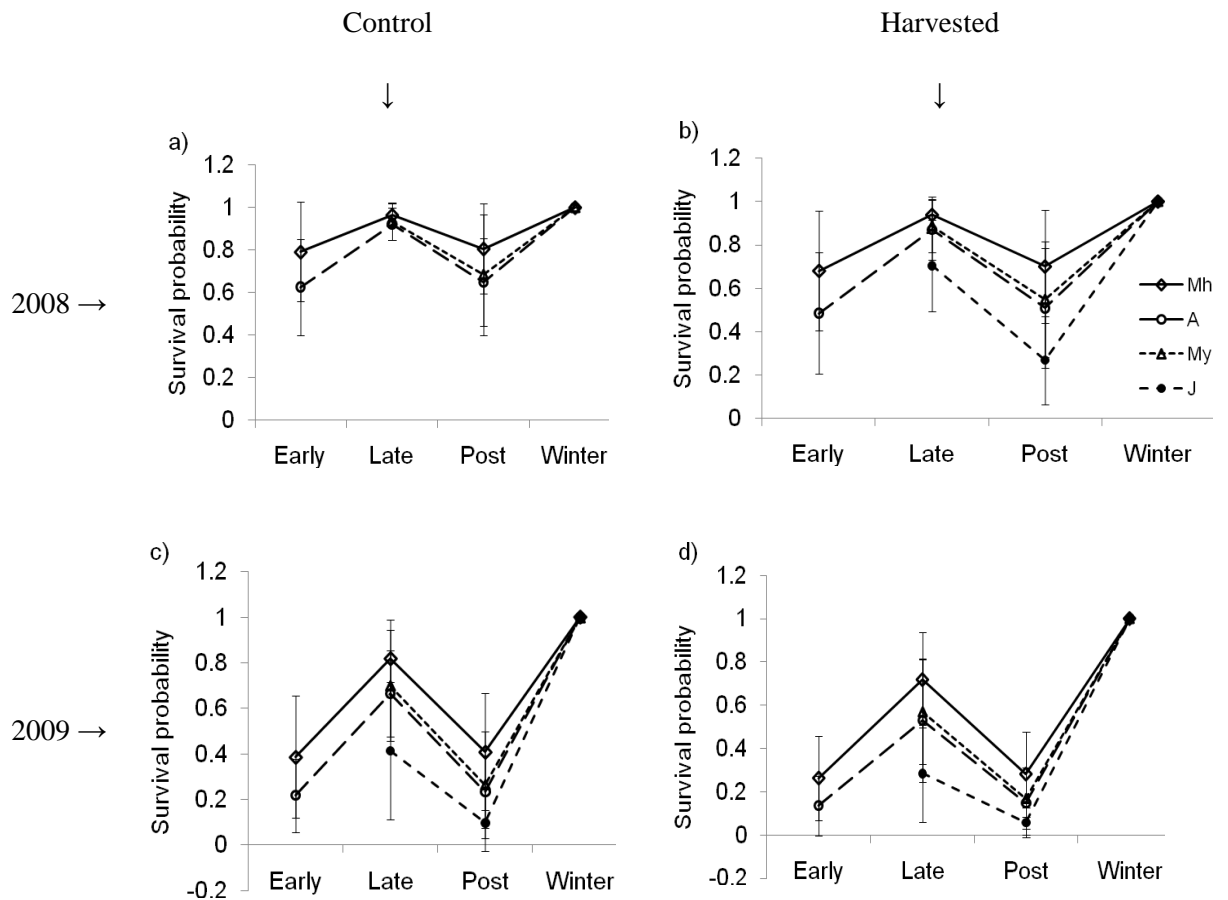 Control
Harvested
↓
↓
2008 →
a)
1.2
1
0.8
0.6
0.4
0.2
0
Survival probability
Early Late Post Winter
b)
1.2
1
0.8
0.6
0.4
0.2
0
Survival probability
Early Late Post Winter
Mh
A
My
J
2009 →
c)
1.2
1
0.8
0.6
0.4
0.2
0
-0.2
Survival probability
Early Late Post Winter
d)
1.2
1
0.8
0.6
0.4
0.2
0
-0.2
Survival probability
Early Late Post Winter